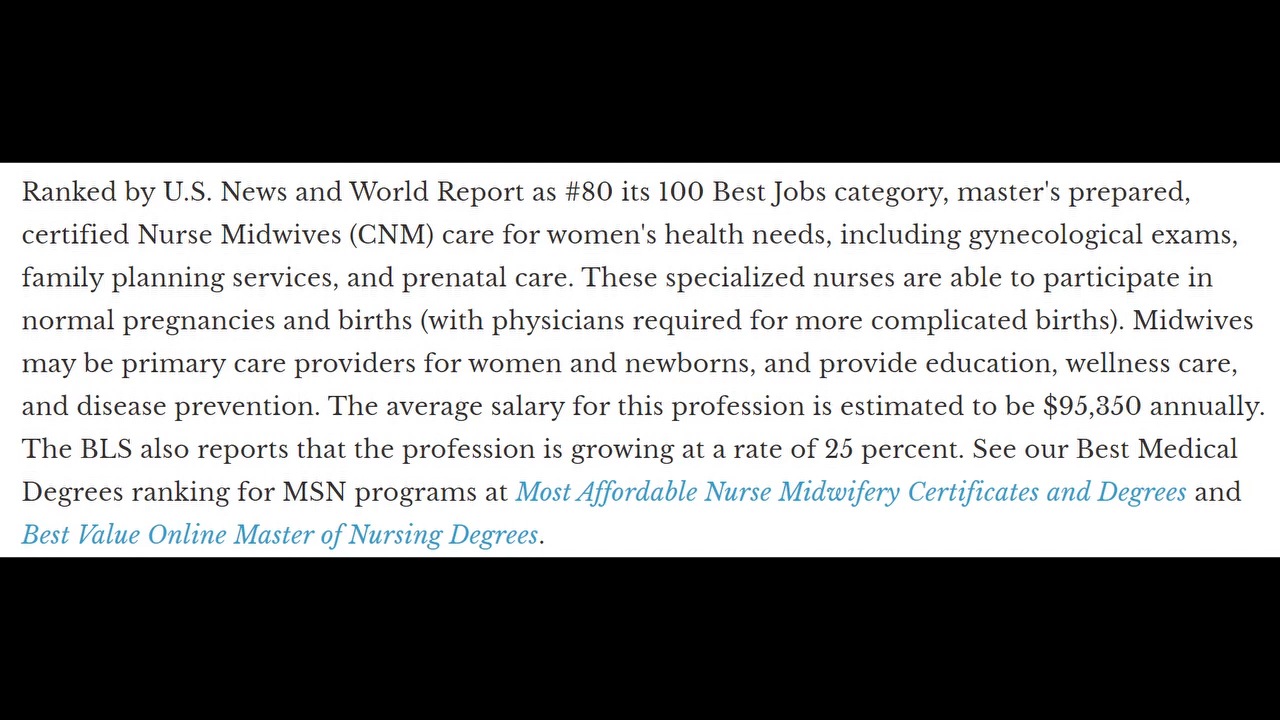 Ranked by U.S. News and World Report as #80 its 100 Best Jobs category, master's prepared,
certified Nurse Midwives (CNM) care for women's health needs, including gynecological exams,
family planning services, and prenatal care. These specialized nurses are able to participate in
normal pregnancies and births (with physicians required for more complicated births). Midwives
may be primary care providers for women and newborns, and provide education, wellness care,
and disease prevention. The average salary for this profession is estimated to be $95,350 annually.
The BLS also reports that the profession is growing at a rate of 25 percent. See our Best Medical
Degrees ranking for MSN programs at Most Affordable Nurse Midwifery Certificates and Degrees and
Best Value Online Master of Nursing Degrees.